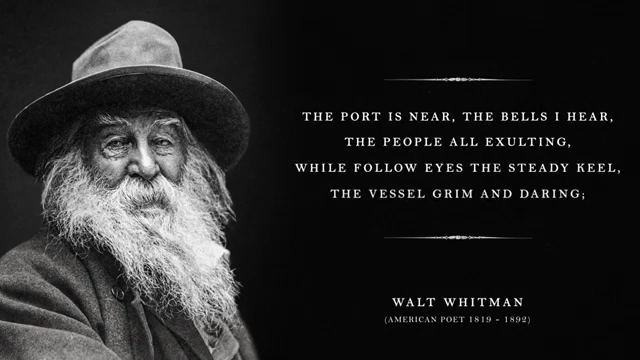 THE PORT IS NEAR, THE BELLS I HEAR,
THE PEOPLE ALL EXULTING,
WHILE FOLLOW EYES THE STEADY KEEL,
THE VESSEL GRIM AND DARING;
WALT WHITMAN
(AMERICAN POET 1819 - 1892)